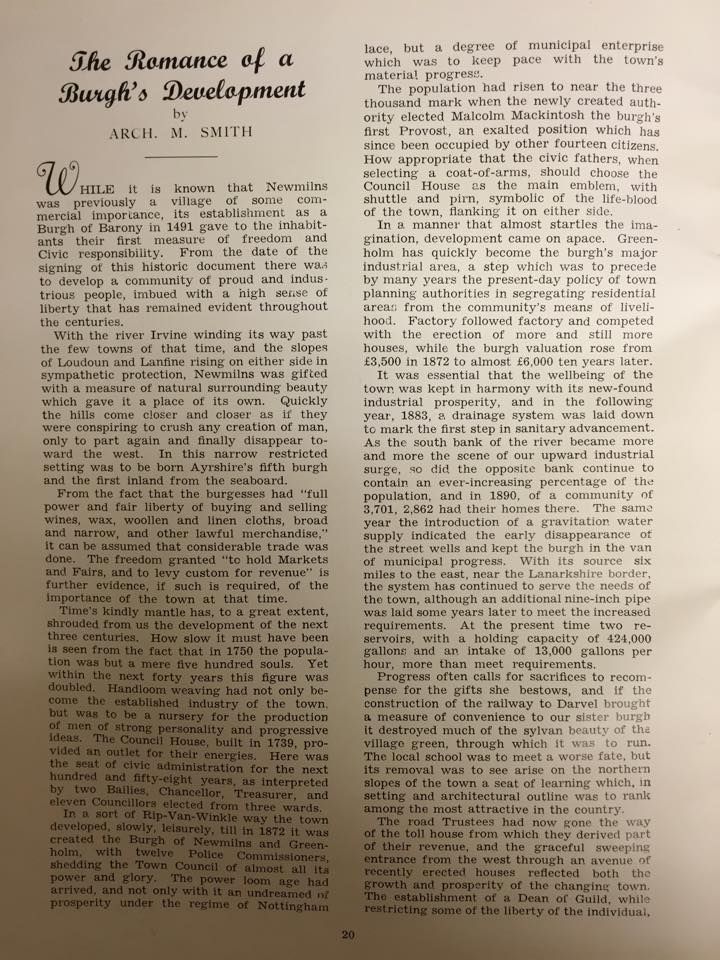 The Romance of a
Burgh's Development
by
ARCH. M. SMITH
WHILE it is known that Newmilns
was previously a village of some com-
mercial importance, its establishment as a
Burgh of Barony in 1491 gave to the inhabit-
ants their first measure of freedom and
Civic responsibility. From the date of the
signing of this historic document there was
to develop a community of proud and indus-
trious people, imbued with a high sense of
liberty that has remained evident throughout
the centuries.
With the river Irvine winding its way past
the few towns of that time, and the slopes
of Loudoun and Lanfine rising on either side in
sympathetic protection, Newmilns was gifted
with a measure of natural surrounding beauty
which gave it a place of its own. Quickly
the hills come closer and closer as if they
were conspiring to crush any creation of man,
only to part again and finally disappear to-
ward the west. In this narrow restricted
setting was to be born Ayrshire's fifth burgh
and the first inland from the seaboard.
From the fact that the burgesses had "full
power and fair liberty of buying and selling
wines, wax, woollen and linen cloths, broad
and narrow, and other lawful merchandise,"
it can be assumed that considerable trade was
done. The freedom granted "to hold Markets
and Fairs, and to levy custom for revenue" is
further evidence, if such is required, of the
importance of the town at that time.
Time's kindly mantle has, to a great extent,
shrouded from us the development of the next
three centuries. How slow it must have been
is seen from the fact that in 1750 the popula-
tion was but a mere five hundred souls. Yet
within the next forty years this figure was
doubled. Handloom weaving had not only be-
come the established industry of the town,
but was to be a nursery for the production
of men of strong personality and progressive
ideas. The Council House, built in 1739, pro-
vided an outlet for their energies. Here was
the seat of civic administration for the next
hundred and fifty-eight years, as interpreted
by two Bailies, Chancellor, Treasurer, and
eleven Councillors elected from three wards.
In a sort of Rip-Van-Winkle way the town
developed, slowly, leisurely, till in 1872 it was
created the Burgh of Newmilns and Green-
holm, with twelve Police Commissioners,
shedding the Town Council of almost all its
power and glory. The power loom age had
arrived, and not only with it an undreamed of
prosperity under the regime of Nottingham
lace, but a degree of municipal enterprise
which was to keep pace with the town's
material progress.
The population had risen to near the three
thousand mark when the newly created auth-
ority elected Malcolm Mackintosh the burgh's
first Provost, an exalted position which has
since been occupied by other fourteen citizens.
How appropriate that the civic fathers, when
selecting a coat-of-arms, should choose the
Council House as the main emblem, with
shuttle and pirn, symbolic of the life-blood
of the town, flanking it on either side.
In a manner that almost startles the ima-
gination, development came on apace. Green-
holm has quickly become the burgh's major
industrial area, a step which was to precede
by many years the present-day policy of town
planning authorities in segregating residential
areas from the community's means of liveli-
hood. Factory followed factory and competed
with the erection of more and still more
houses, while the burgh valuation rose from
£3,500 in 1872 to almost £6,000 ten years later.
It was essential that the wellbeing of the
town was kept in harmony with its new-found
industrial prosperity, and in the following
year, 1883, a drainage system was laid down
to mark the first step in sanitary advancement.
As the south bank of the river became more
and more the scene of our upward industrial
surge, so did the opposite bank continue to
contain an ever-increasing percentage of the
population, and in 1890, of a community of
3,701, 2,862 had their homes there. The same
year the introduction of a gravitation water
supply indicated the early disappearance of
the street wells and kept the burgh in the van
of municipal progress. With its source six
miles to the east, near the Lanarkshire border,
the system has continued to serve the needs of
the town, although an additional nine-inch pipe
was laid some years later to meet the increased
requirements. At the present time two re-
servoirs, with a holding capacity of 424,000
gallons and an intake of 13,000 gallons per
hour, more than meet requirements.
Progress often calls for sacrifices to recom-
pense for the gifts she bestows, and if the
construction of the railway to Darvel brought
a measure of convenience to our sister burgh
it destroyed much of the sylvan beauty of the
village green, through which it was to run.
The local school was to meet a worse fate, but
its removal was to see arise on the northern
slopes of the town a seat of learning which, in
setting and architectural outline was to rank
among the most attractive in the country.
The road Trustees had now gone the way
of the toll house from which they derived part
of their revenue, and the graceful sweeping
entrance from the west through an avenue of
recently erected houses reflected both the
growth and prosperity of the changing town.
The establishment of a Dean of Guild, while
restricting some of the liberty of the individual,
20